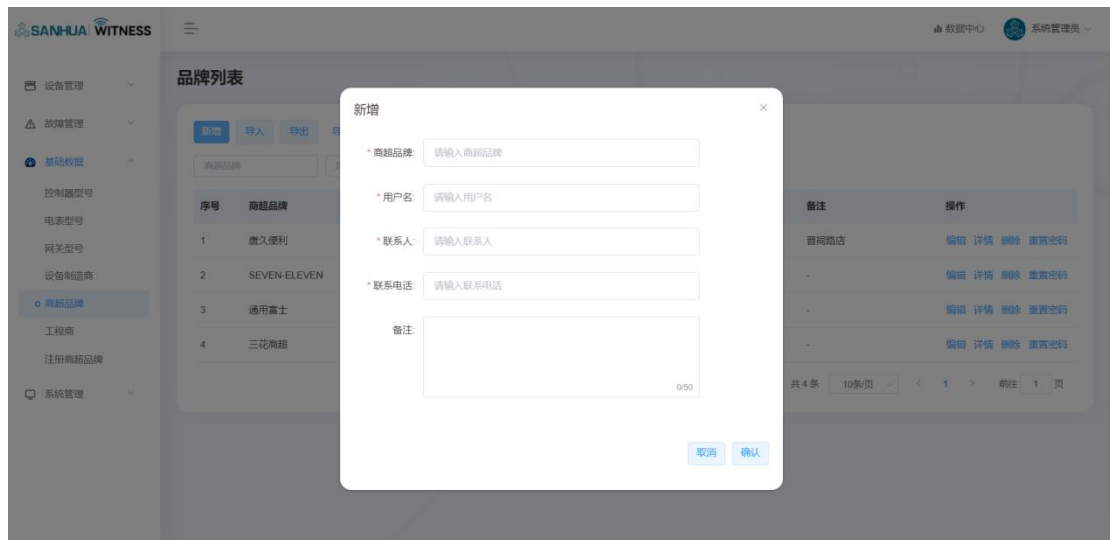 SANHUA WITNESS
数据中心
系统管理员
设备管理
故障管理
基础数据
控制器型号
电表型号
网关型号
设备制造商
商超品牌
工程商
注册商超品牌
系统管理
品牌列表
新增 导入 导出
商超品牌
序号 商超品牌 备注 操作
1 唐久便利 晋祠路店 编辑 详情 删除 重置密码
2 SEVEN-ELEVEN - 编辑 详情 删除 重置密码
3 通用富士 - 编辑 详情 删除 重置密码
4 三花商超 - 编辑 详情 删除 重置密码
共 4 条 10条/页 < 1 > 前往 1 页
新增 ×
* 商超品牌: 请输入商超品牌
* 用户名: 请输入用户名
* 联系人: 请输入联系人
* 联系电话: 请输入联系电话
备注:
0/50
取消 确认